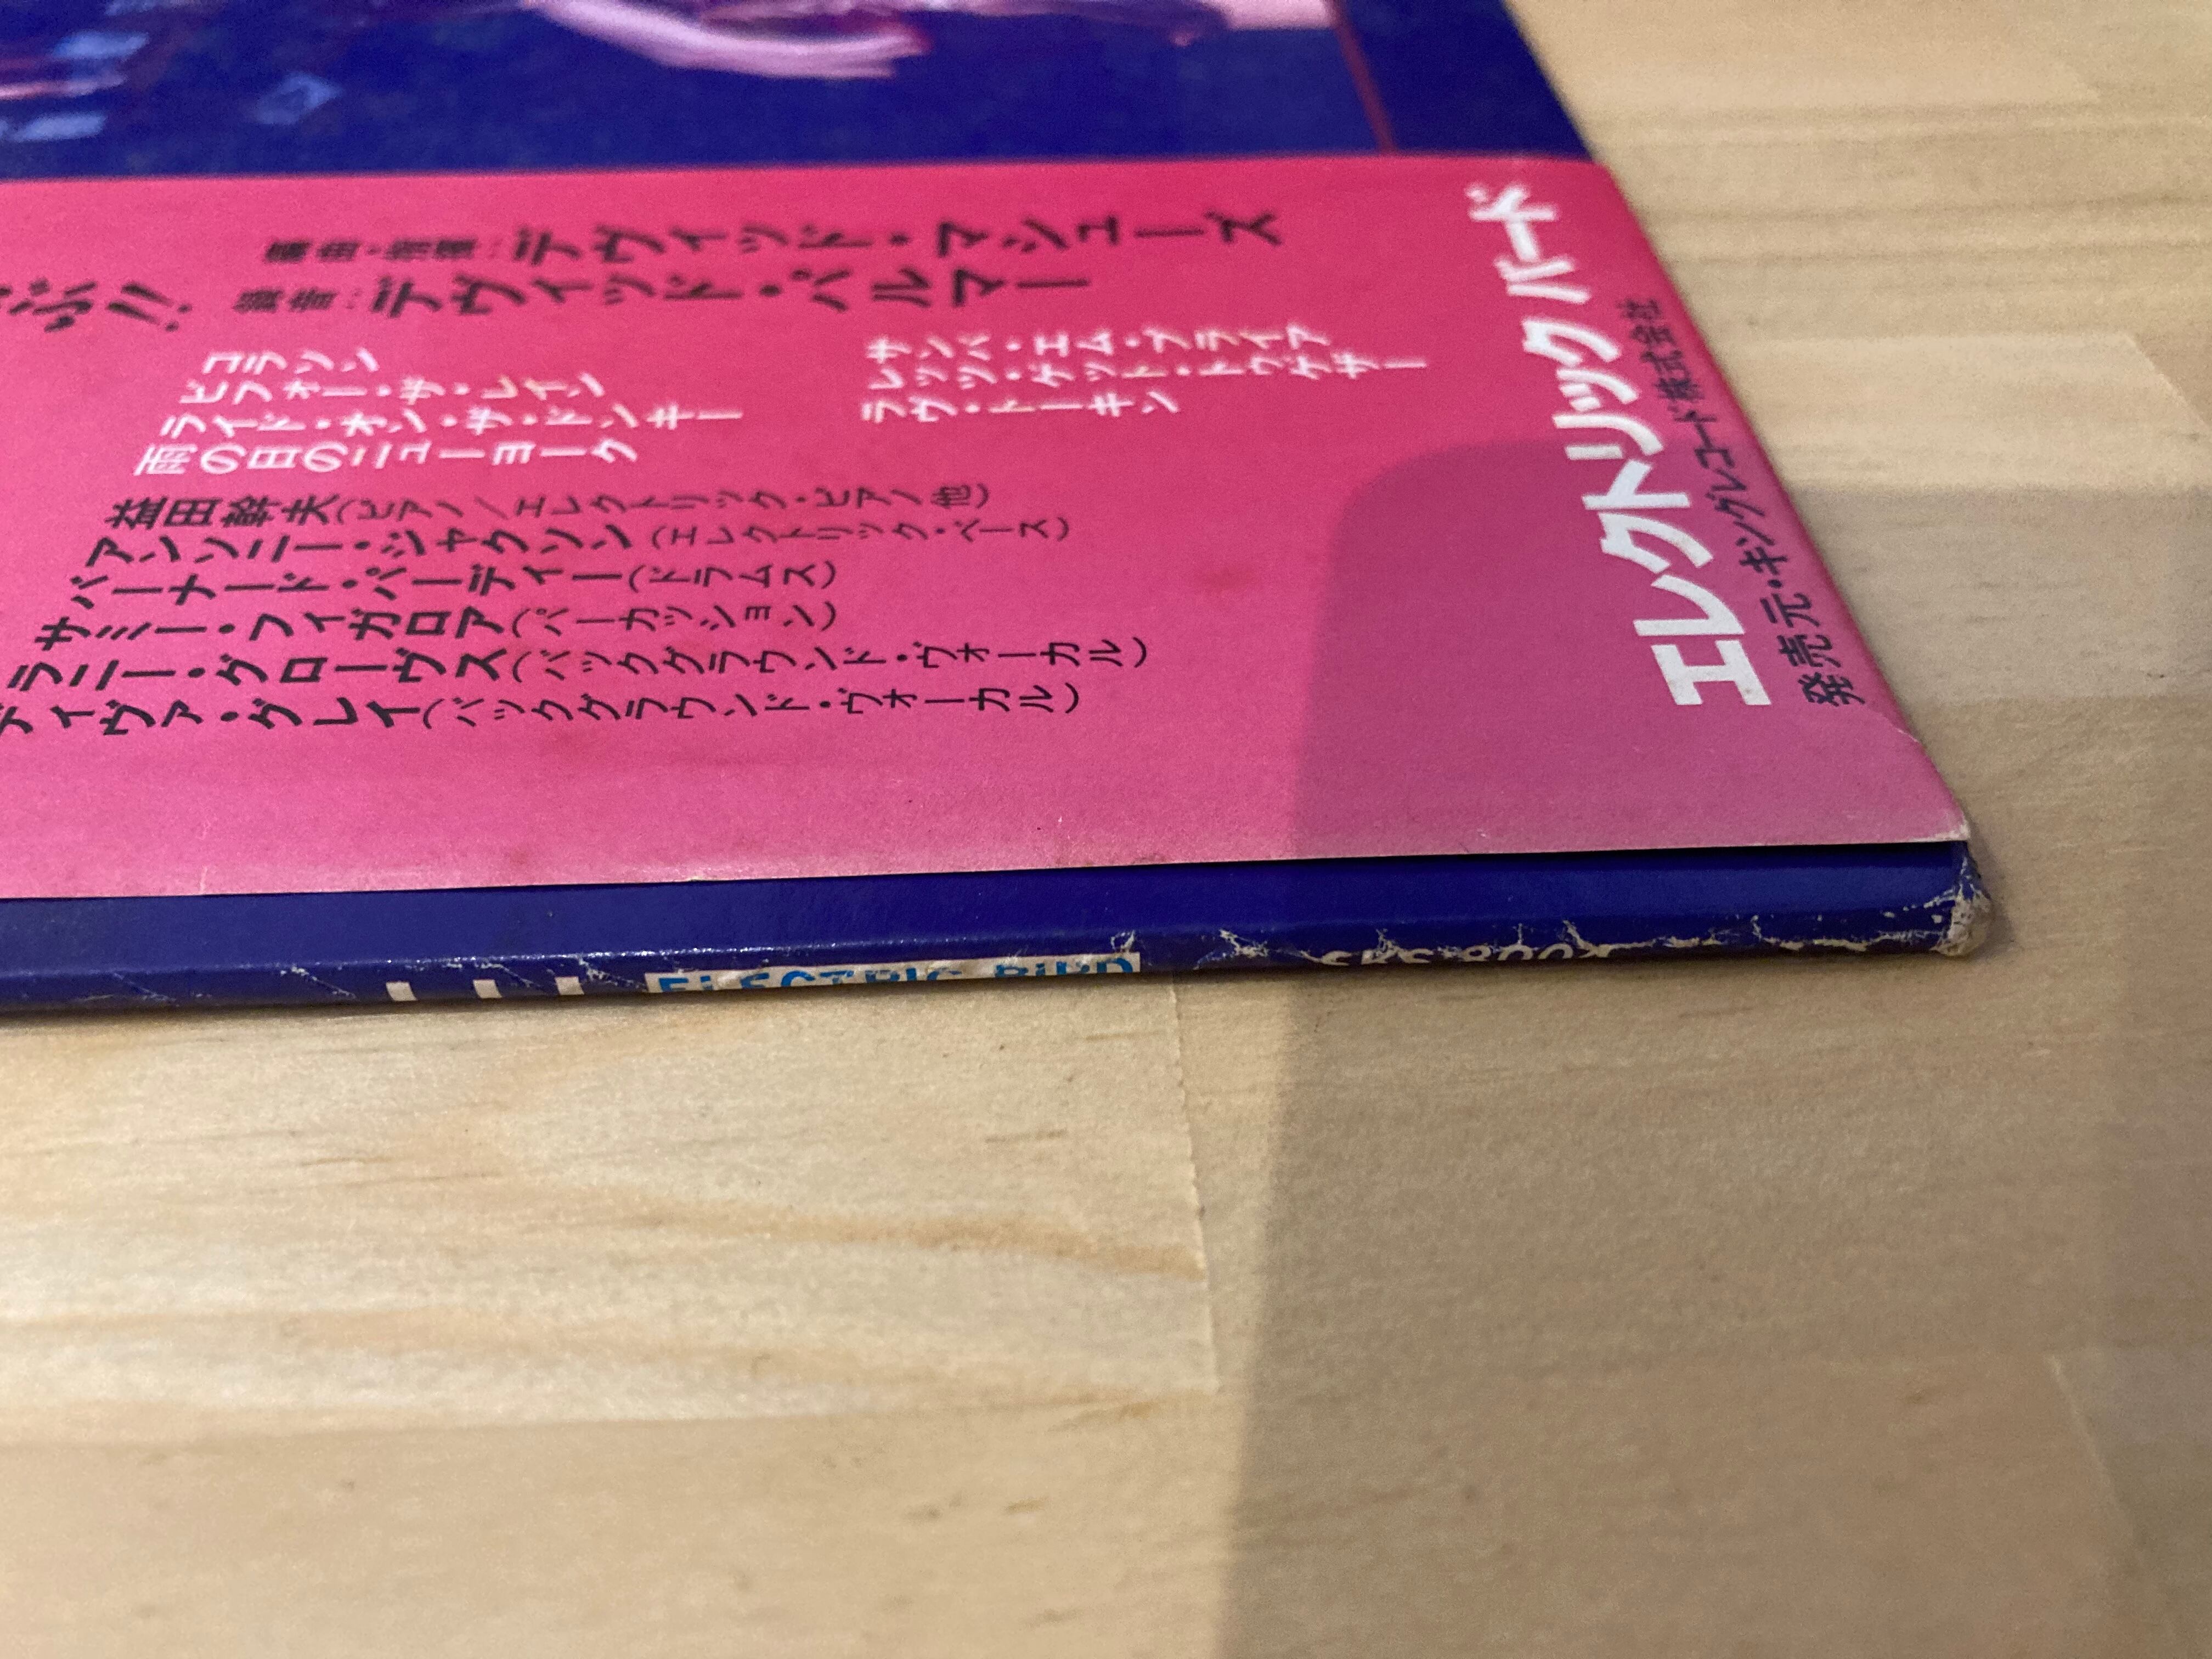 編曲・指揮:デヴィッド・マシューズ
録音:デヴィッド・パルマー
コラソン
ビフォー・ザ・レイン
ライド・オン・ザ・ドンキー
雨の日のニューヨーク
サンバ・エム・プライア
レッツ・ゲット・トゥゲザー
ラヴ・トーキン
益田幹夫(ピアノ/エレクトリック・ピアノ他)
アンソニー・ジャクソン(エレクトリック・ベース)
バーナード・パーディー(ドラムス)
サミー・フィガロア(パーカッション)
ラニー・グローヴス(バックグラウンド・ヴォーカル)
ディヴァ・グレイ(バックグラウンド・ヴォーカル)
エレクトリック バード
発売元・キングレコード株式会社
ELECTRIC BIRD